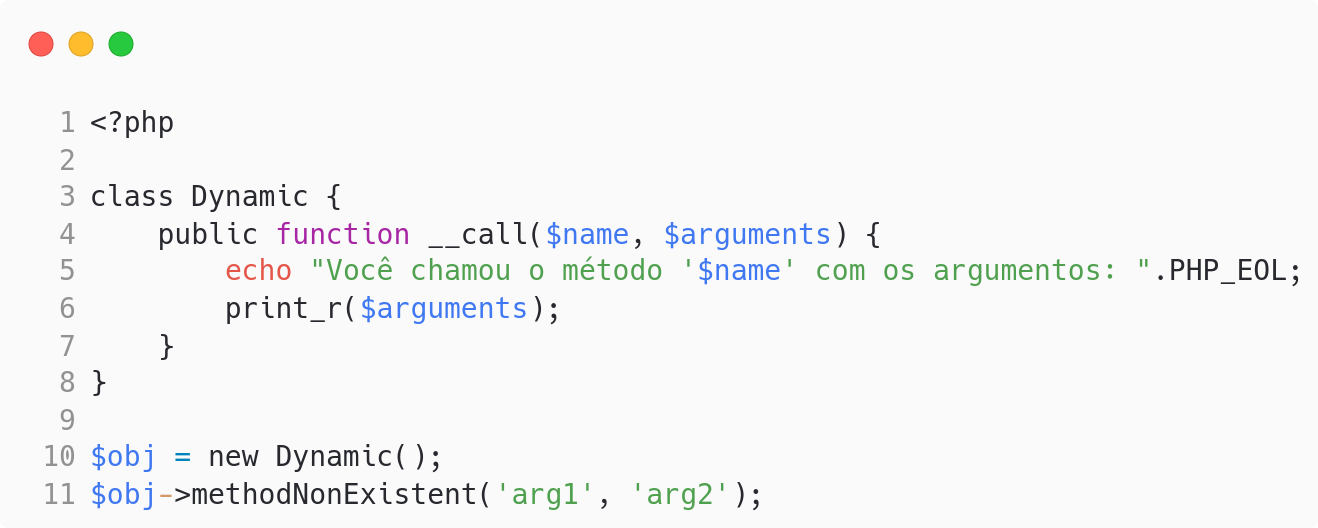 1 <?php
2
3 class Dynamic {
4     public function __call($name, $arguments) {
5         echo "Você chamou o método '$name' com os argumentos: ".PHP_EOL;
6         print_r($arguments);
7     }
8 }
9
10 $obj = new Dynamic();
11 $obj->methodNonExistent('arg1', 'arg2');